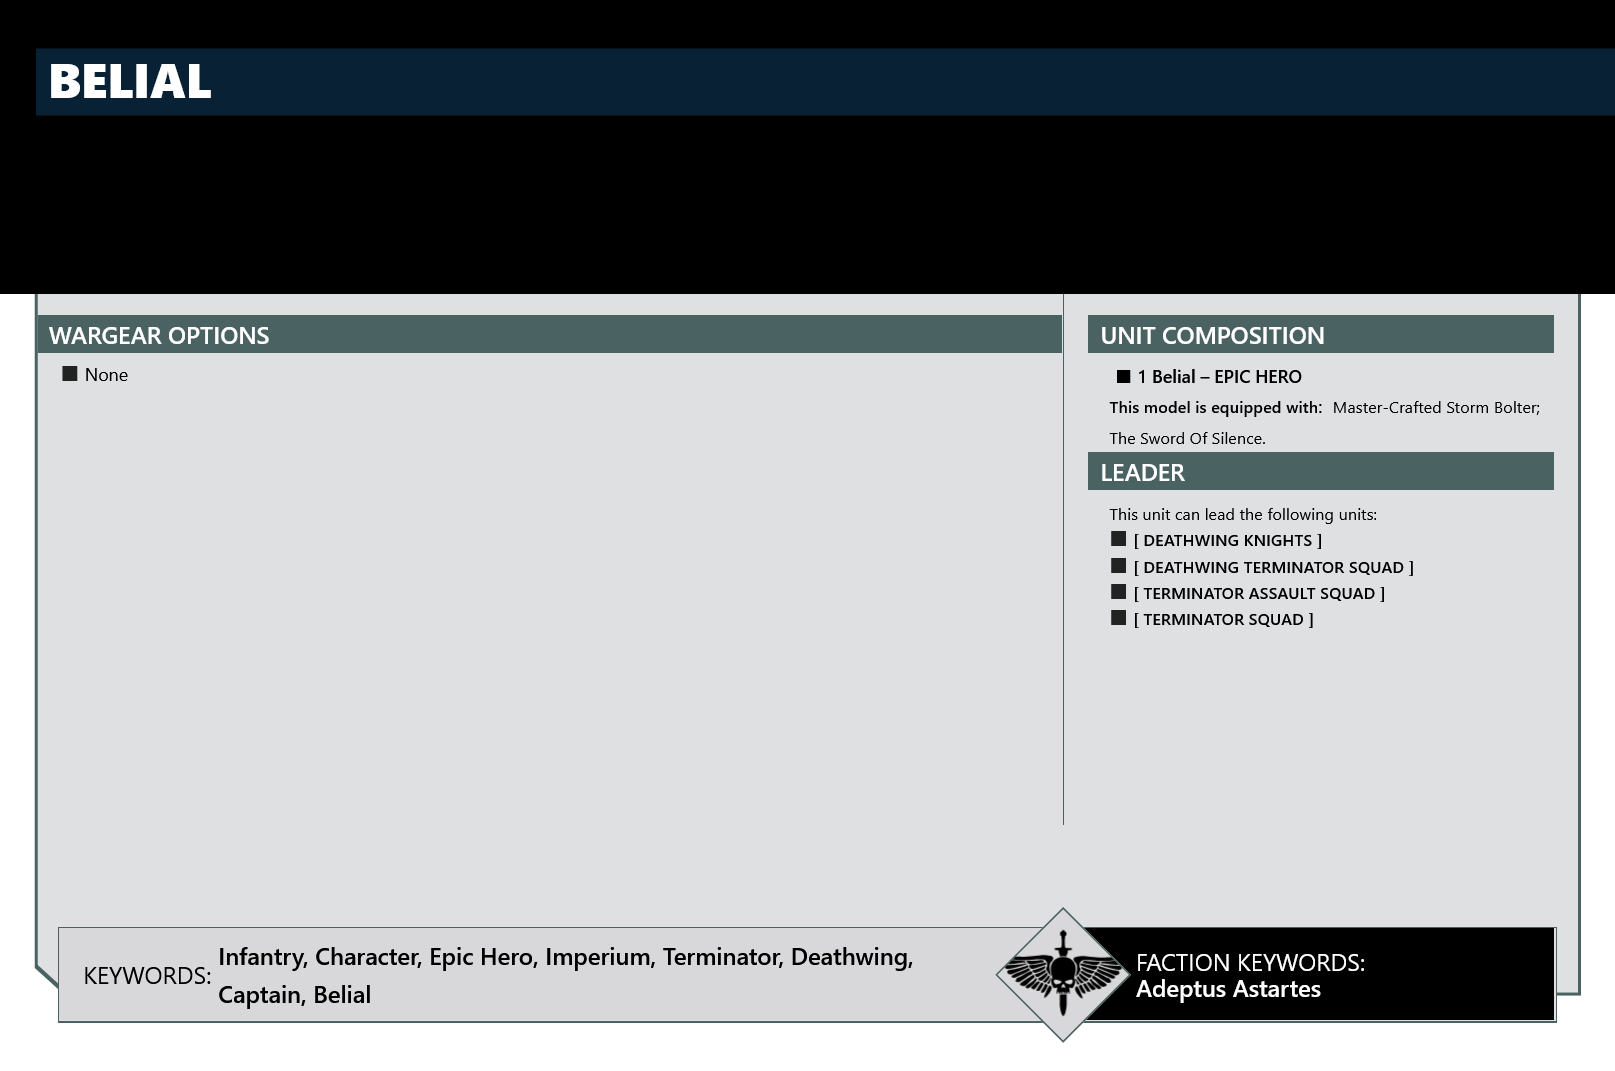 BELIAL
WARGEAR OPTIONS
■ None
UNIT COMPOSITION
■ 1 Belial – EPIC HERO
This model is equipped with: Master-Crafted Storm Bolter;
The Sword Of Silence.
LEADER
This unit can lead the following units:
■ [ DEATHWING KNIGHTS ]
■ [ DEATHWING TERMINATOR SQUAD ]
■ [ TERMINATOR ASSAULT SQUAD ]
■ [ TERMINATOR SQUAD ]
KEYWORDS: Infantry, Character, Epic Hero, Imperium, Terminator, Deathwing,
Captain, Belial
FACTION KEYWORDS:
Adeptus Astartes